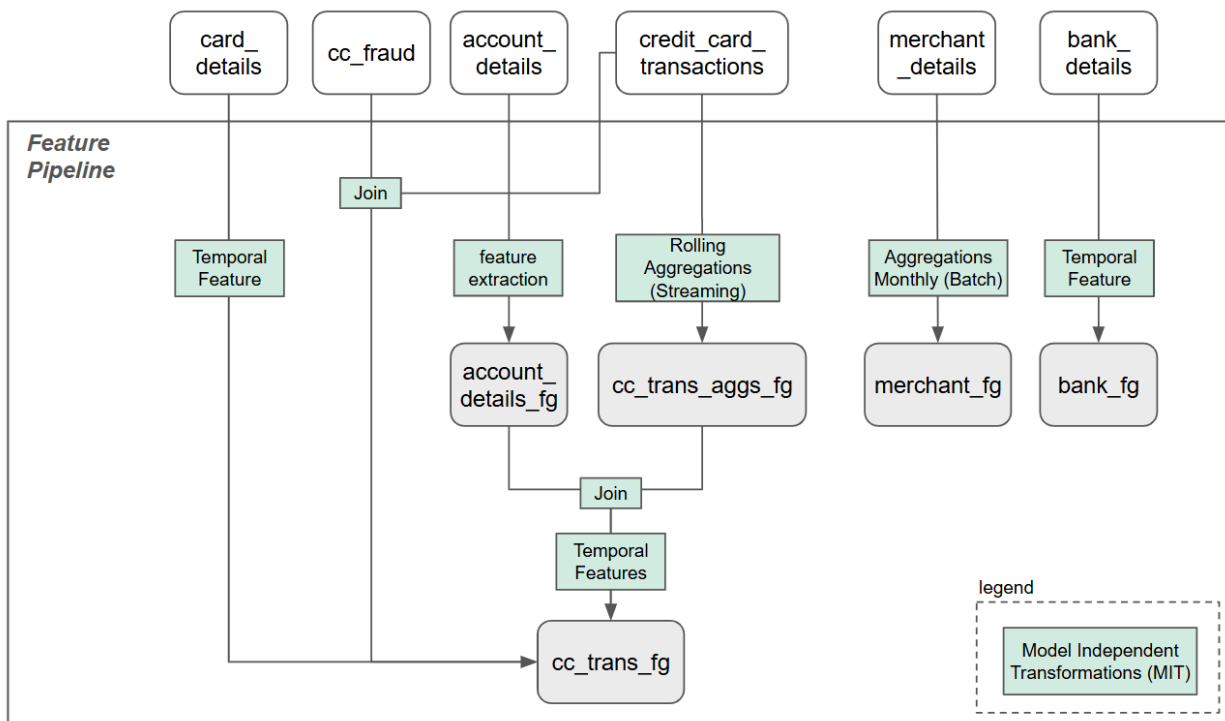 card_
details
cc_fraud
account_
details
credit_card_
transactions
merchant
_details
bank_
details
Feature
Pipeline
Join
Temporal
Feature
feature
extraction
Rolling
Aggregations
(Streaming)
Aggregations
Monthly (Batch)
Temporal
Feature
account_
details_fg
cc_trans_aggs_fg
merchant_fg
bank_fg
Join
Temporal
Features
cc_trans_fg
legend
Model Independent
Transformations (MIT)